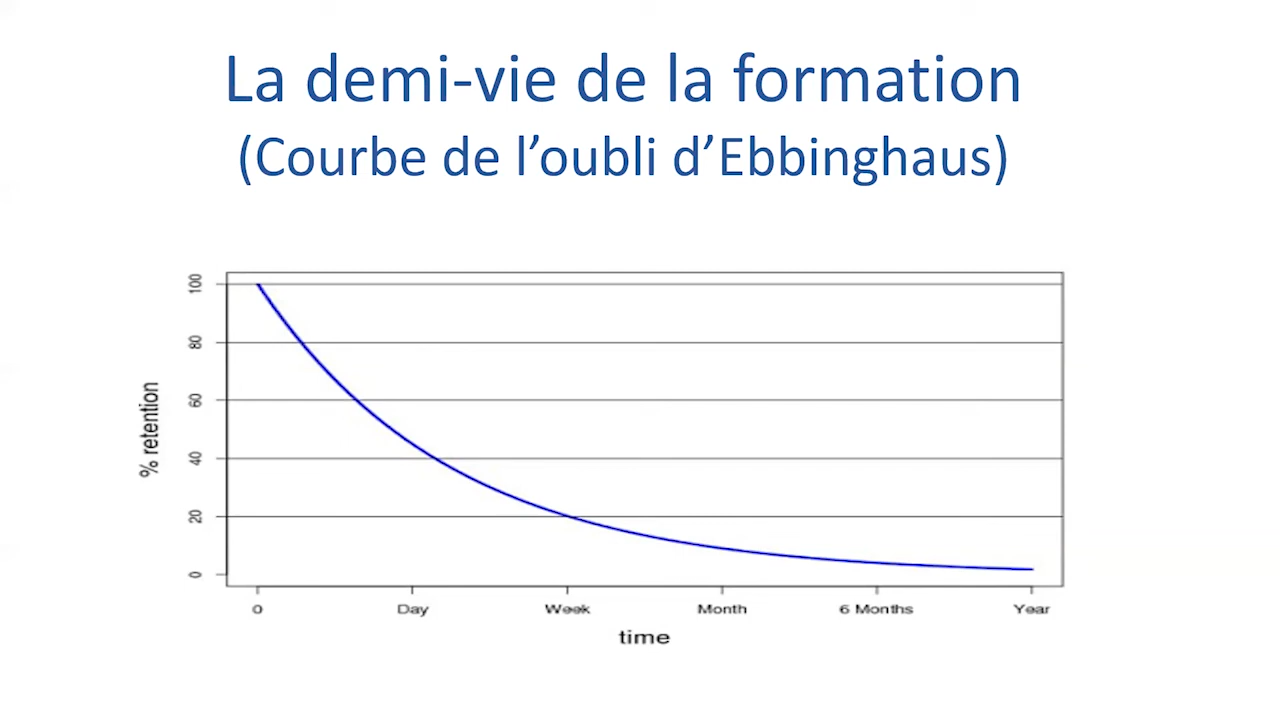 La demi-vie de la formation
(Courbe de l’oubli d’Ebbinghaus)
100
80
60
40
20
0
% retention
0 Day Week Month 6 Months Year
time